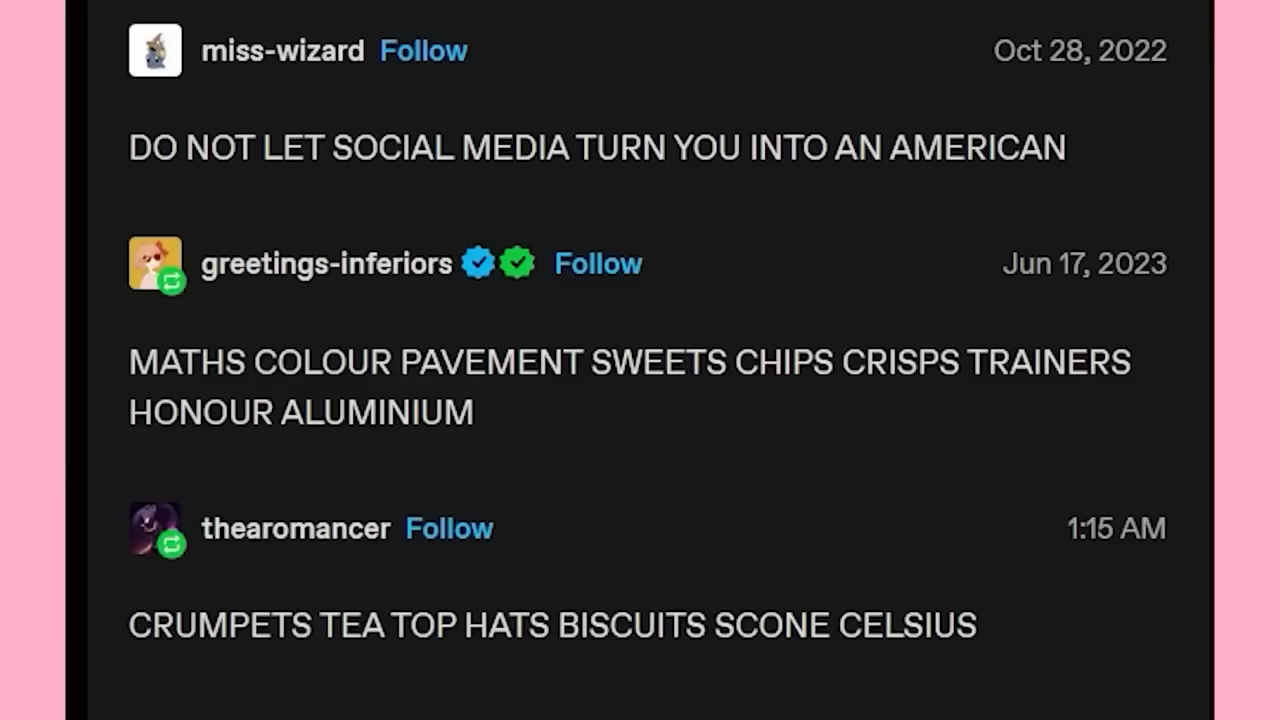 miss-wizard Follow Oct 28, 2022
DO NOT LET SOCIAL MEDIA TURN YOU INTO AN AMERICAN
greetings-inferiors Follow Jun 17, 2023
MATHS COLOUR PAVEMENT SWEETS CHIPS CRISPS TRAINERS
HONOUR ALUMINIUM
thearomancer Follow 1:15 AM
CRUMPETS TEA TOP HATS BISCUITS SCONE CELSIUS